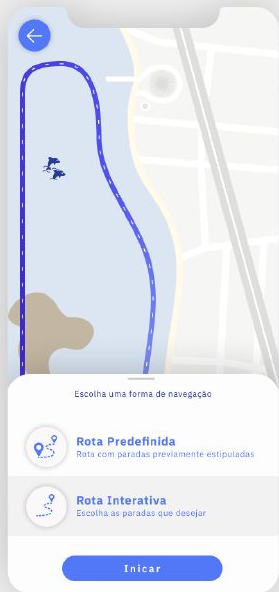 Escolha uma forma de navegação
Rota Predefinida
Rota com paradas previamente estipuladas
Rota Interativa
Escolha as paradas que desejar
Inicar